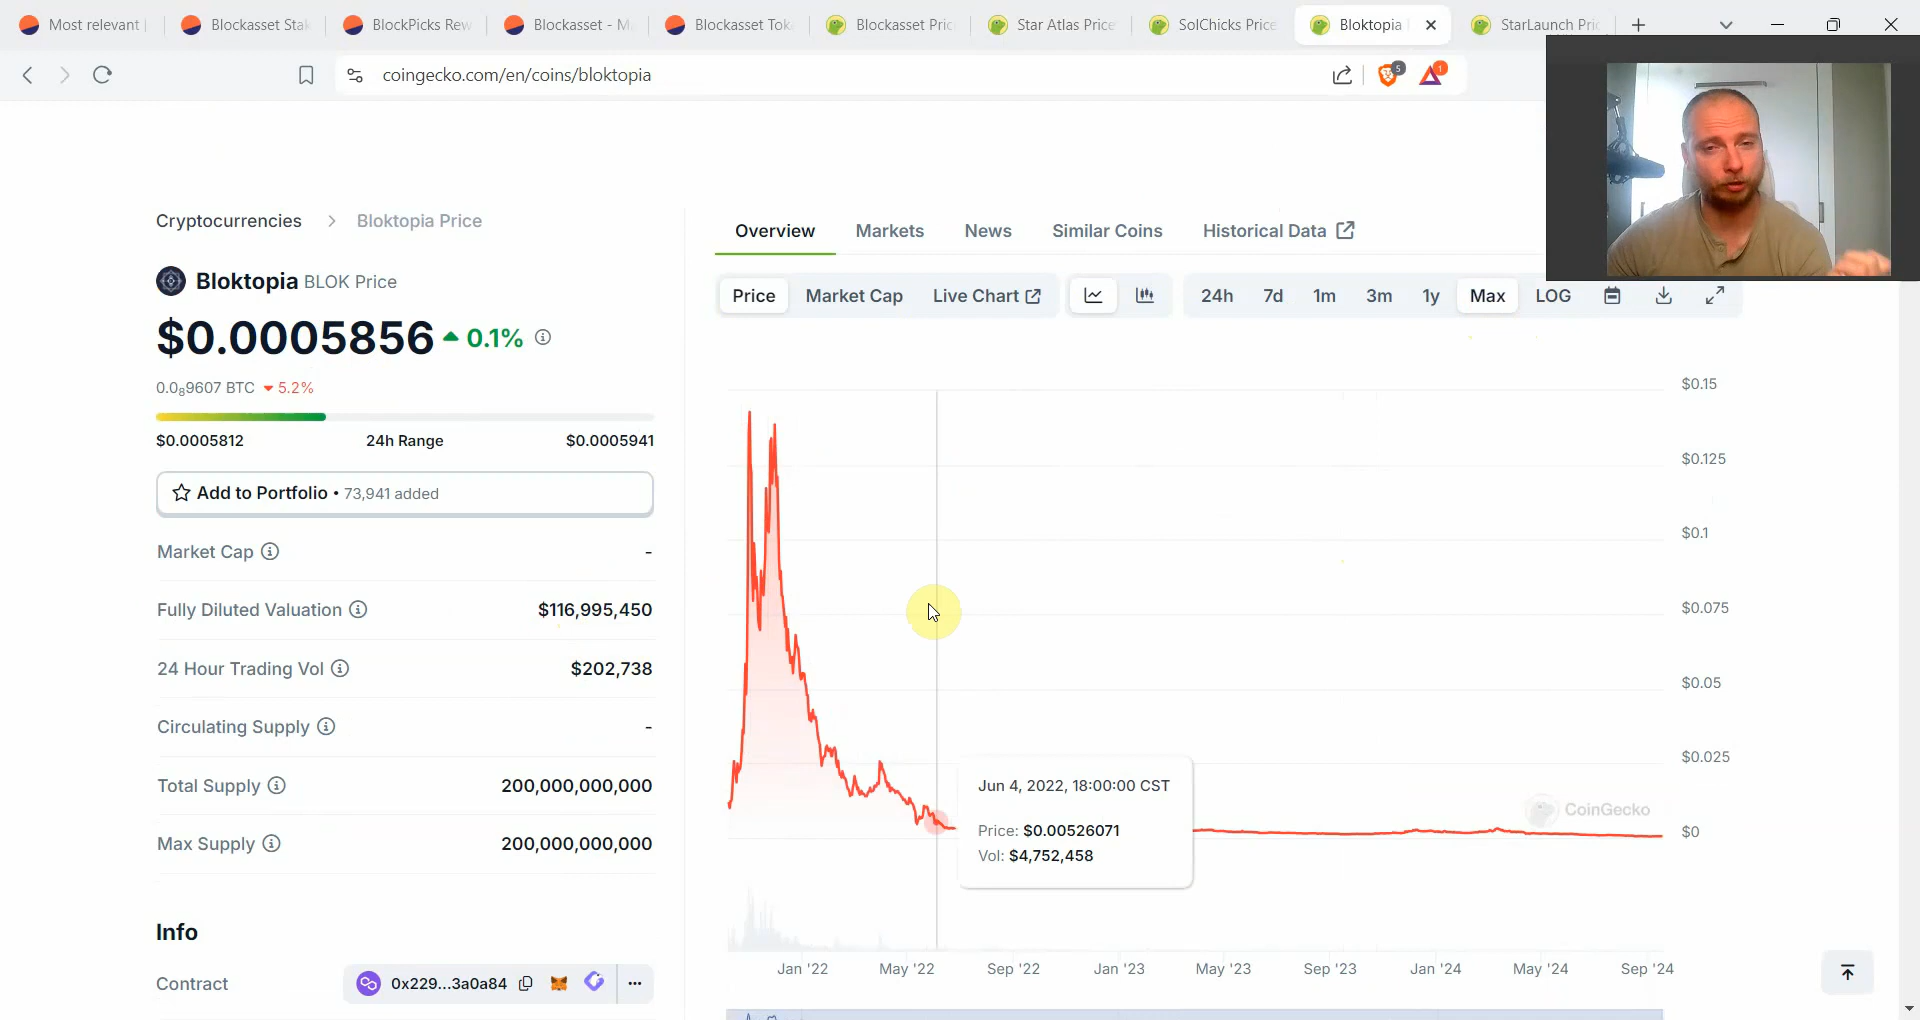 Most relevant
Blockasset Stak
BlockPicks Rew
Blockasset - M
Blockasset Tok
Blockasset Pric
Star Atlas Price
SolChicks Price
Bloktopia
StarLaunch Pric
coingecko.com/en/coins/bloktopia
5
1
Cryptocurrencies > Bloktopia Price
Bloktopia BLOK Price
$0.0005856 0.1%
0.0₈9607 BTC 5.2%
$0.0005812 24h Range $0.0005941
Add to Portfolio • 73,941 added
Market Cap -
Fully Diluted Valuation $116,995,450
24 Hour Trading Vol $202,738
Circulating Supply -
Total Supply 200,000,000,000
Max Supply 200,000,000,000
Info
Contract 0x229...3a0a84 ...
Overview Markets News Similar Coins Historical Data
Price Market Cap Live Chart 24h 7d 1m 3m 1y Max LOG
$0.15
$0.125
$0.1
$0.075
$0.05
$0.025
$0
Jun 4, 2022, 18:00:00 CST
Price: $0.00526071
Vol: $4,752,458
CoinGecko
Jan '22 May '22 Sep '22 Jan '23 May '23 Sep '23 Jan '24 May '24 Sep '24